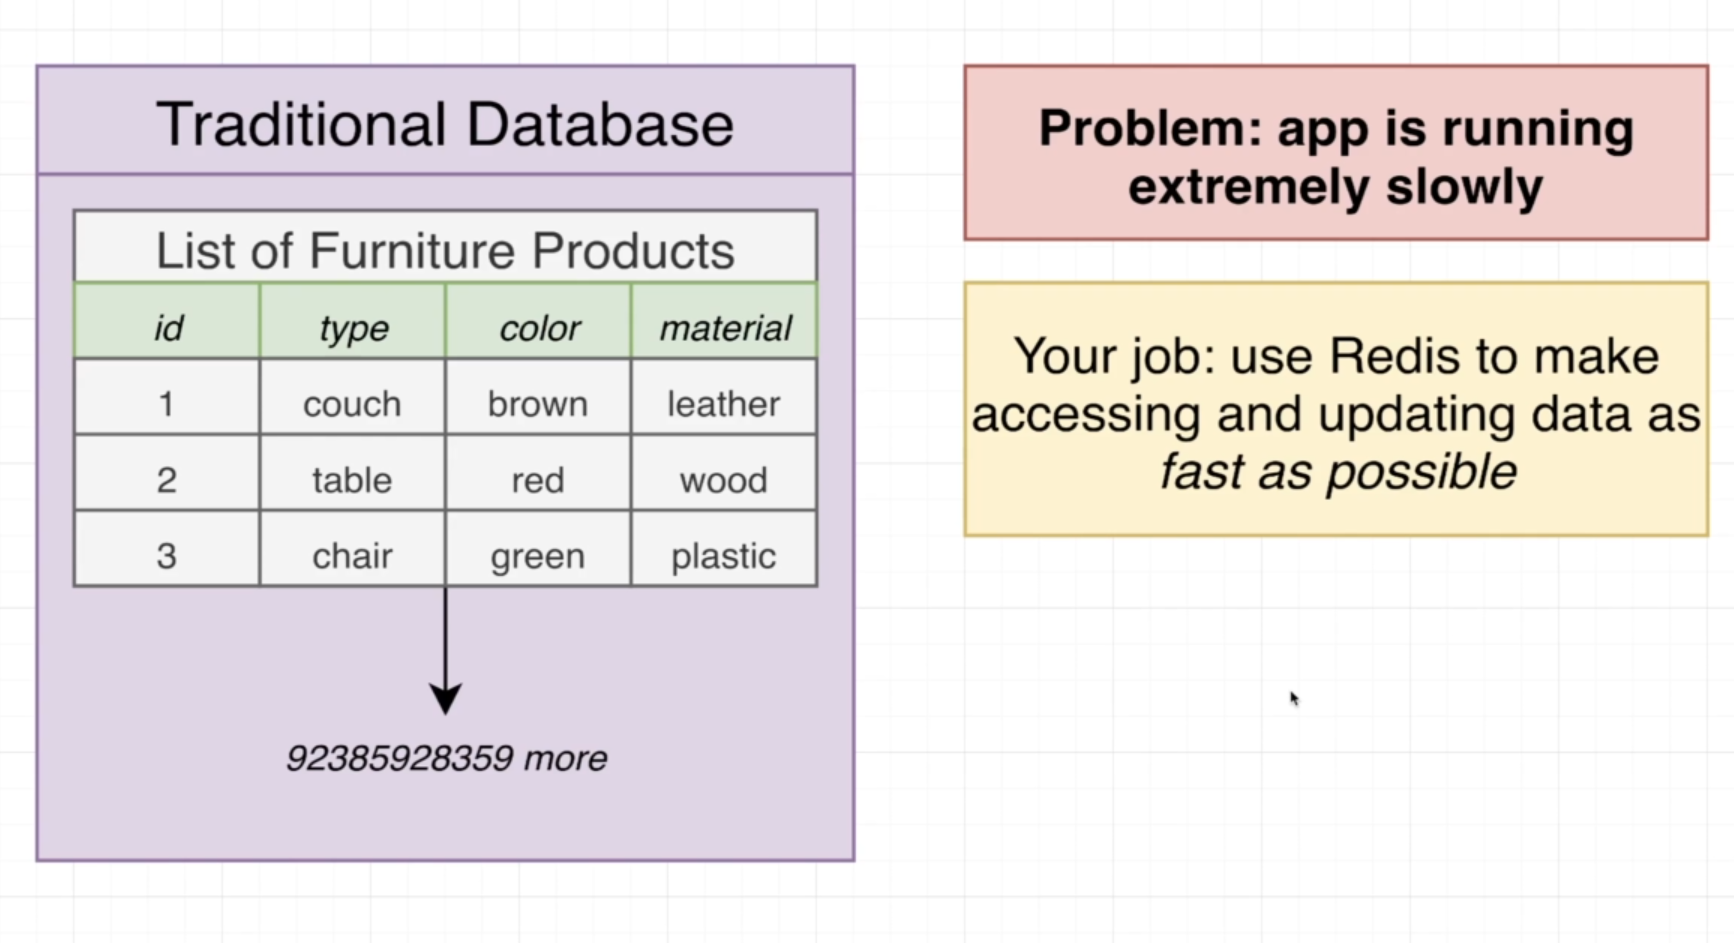 Traditional Database
List of Furniture Products
id type color material
1 couch brown leather
2 table red wood
3 chair green plastic
92385928359 more
Problem: app is running
extremely slowly
Your job: use Redis to make
accessing and updating data as
fast as possible